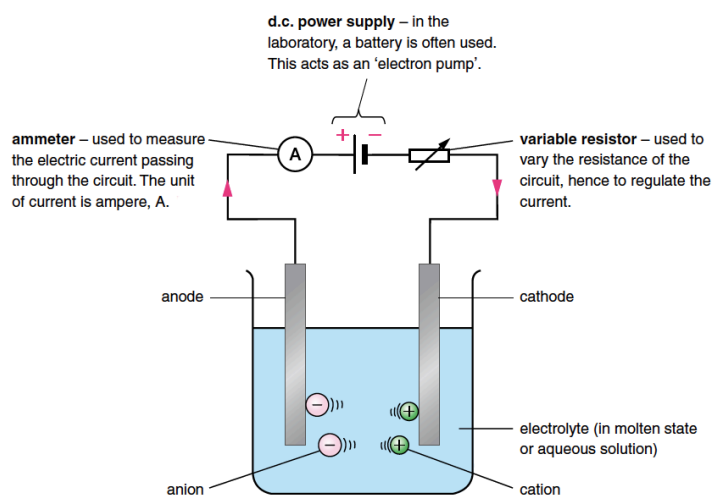 d.c. power supply – in the
laboratory, a battery is often used.
This acts as an ‘electron pump’.
+ −
ammeter – used to measure
the electric current passing
through the circuit. The unit
of current is ampere, A.
A
variable resistor – used to
vary the resistance of the
circuit, hence to regulate the
current.
anode
cathode
− +
− +
electrolyte (in molten state
or aqueous solution)
anion
cation